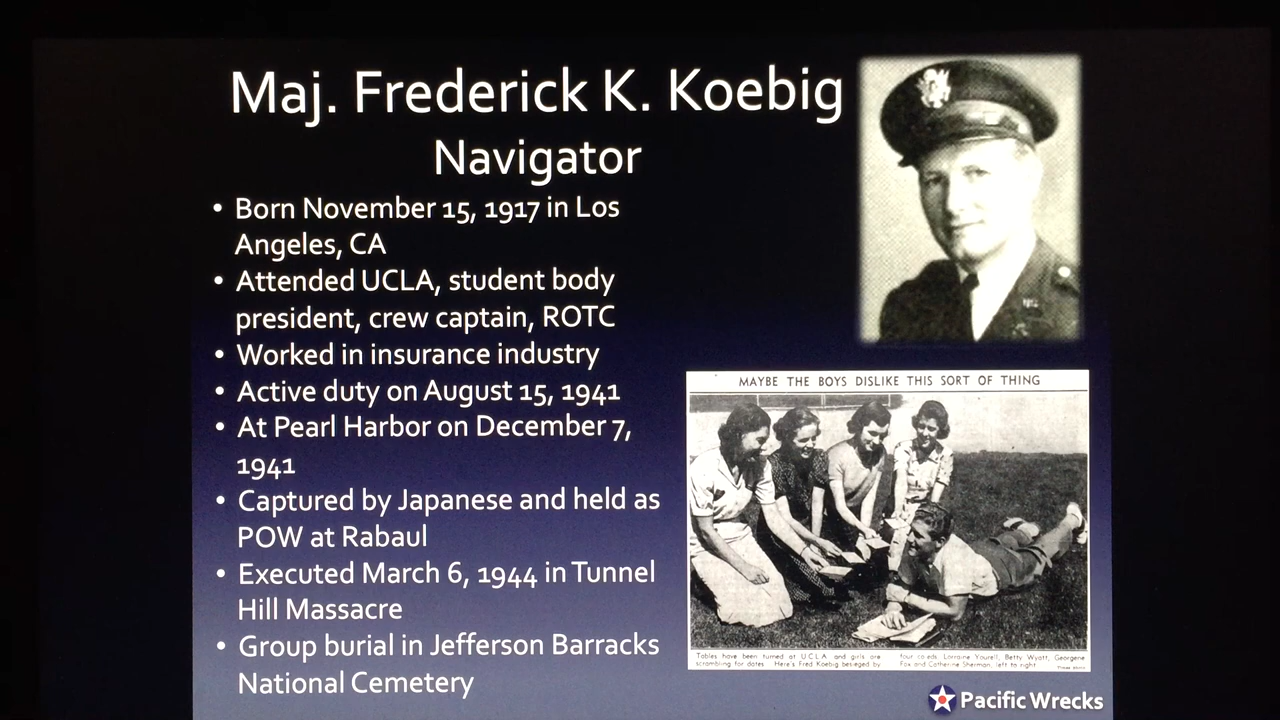 Maj. Frederick K. Koebig
Navigator
• Born November 15, 1917 in Los
Angeles, CA
• Attended UCLA, student body
president, crew captain, ROTC
• Worked in insurance industry
• Active duty on August 15, 1941
• At Pearl Harbor on December 7,
1941
• Captured by Japanese and held as
POW at Rabaul
• Executed March 6, 1944 in Tunnel
Hill Massacre
• Group burial in Jefferson Barracks
National Cemetery
MAYBE THE BOYS DISLIKE THIS SORT OF THING
Tables have been turned at U.C.L.A. and girls are
scrambling for dates. Here's Fred Koebig besieged by
four co-eds, Lorraine Yourell, Betty Wyatt, Georgene
Fox and Catherine Sherman, left to right
Pacific Wrecks